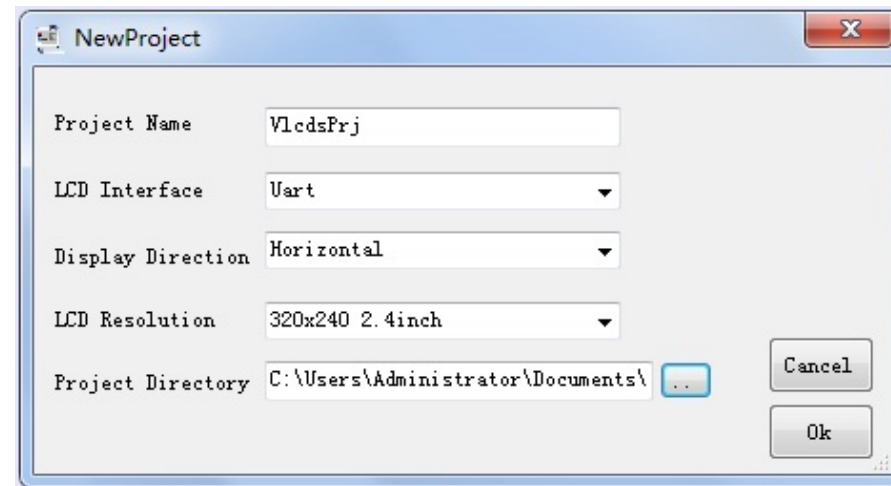 NewProject
Project Name VlcdsPrj
LCD Interface Uart
Display Direction Horizontal
LCD Resolution 320x240 2.4inch
Project Directory C:\Users\Administrator\Documents\ ..
Cancel
Ok